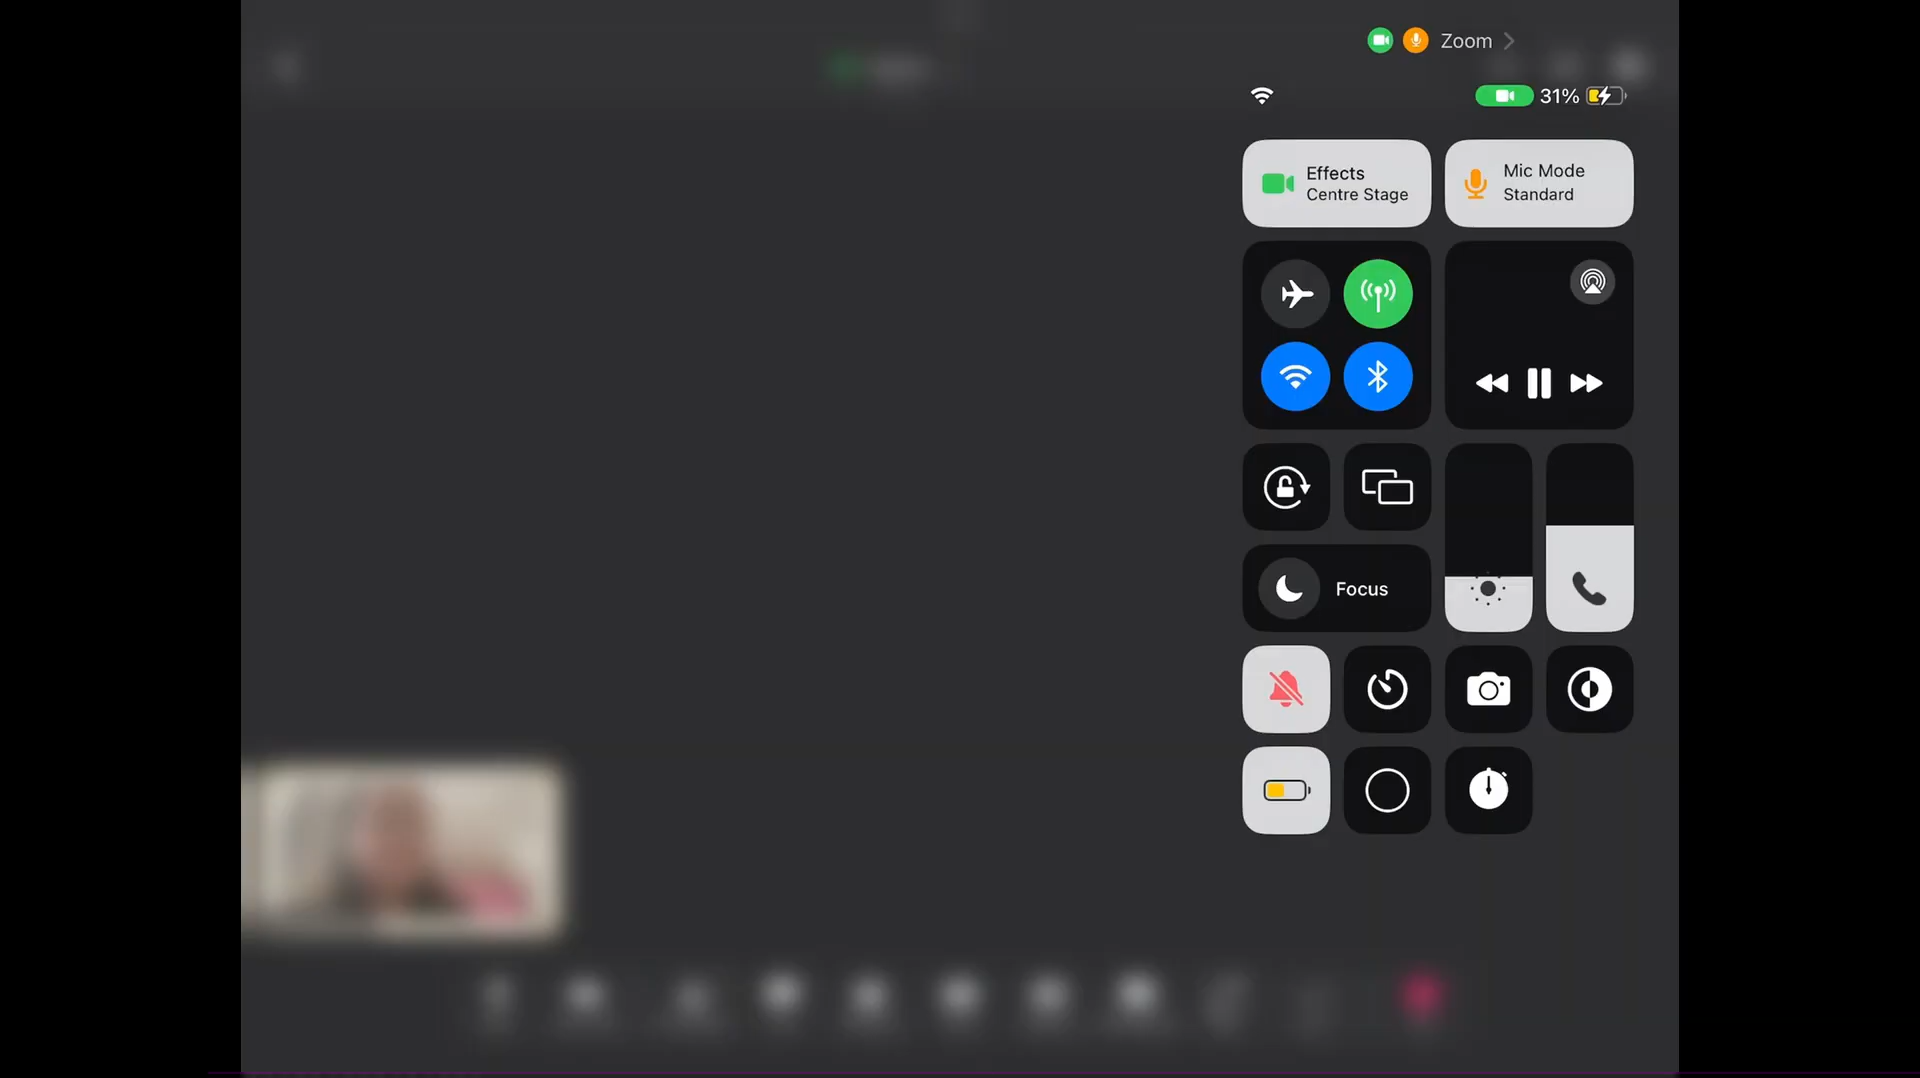 Zoom
31%
Effects
Centre Stage
Mic Mode
Standard
Focus